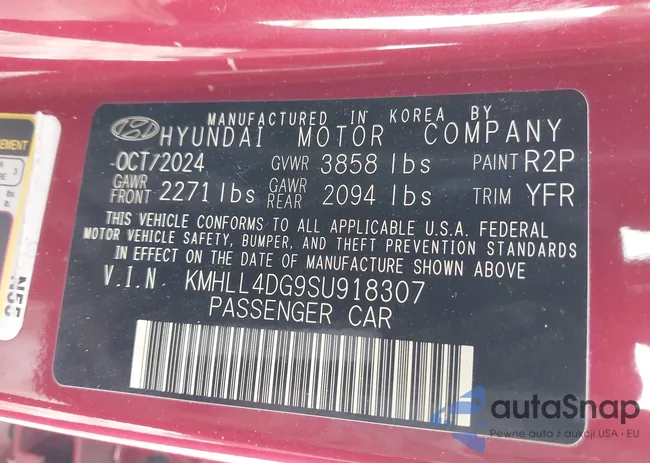 MANUFACTURED IN KOREA BY
HYUNDAI MOTOR COMPANY
OCT/2024 GVWR 3858 lbs PAINT R2P
GAWR FRONT 2271 lbs GAWR REAR 2094 lbs TRIM YFR
THIS VEHICLE CONFORMS TO ALL APPLICABLE U.S.A. FEDERAL
MOTOR VEHICLE SAFETY, BUMPER, AND THEFT PREVENTION STANDARDS
IN EFFECT ON THE DATE OF MANUFACTURE SHOWN ABOVE
V.I.N KMHLL4DG9SU918307
PASSENGER CAR
N55
autaSnap
Pewne auta z aukcji USA i EU